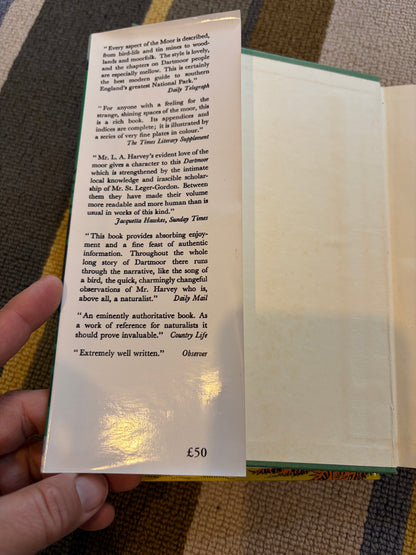 "Every aspect of the Moor is described,
from bird-life and tin mines to wood-
lands and moorfolk. The style is lovely,
and the chapters on Dartmoor people
are especially mellow. This is certainly
the best modern guide to southern
England's greatest National Park."
Daily Telegraph
"For anyone with a feeling for the
strange, shining spaces of the moor, this
is a rich book. Its appendices and
indices are complete; it is illustrated by
a series of very fine plates in colour."
The Times Literary Supplement
"Mr. L. A. Harvey's evident love of the
moor gives a character to this Dartmoor
which is strengthened by the intimate
local knowledge and irascible scholar-
ship of Mr. St. Leger-Gordon. Between
them they have made their volume
more readable and more human than is
usual in works of this kind."
Jacquetta Hawkes, Sunday Times
"This book provides absorbing enjoy-
ment and a fine feast of authentic
information. Throughout the whole
long story of Dartmoor there runs
through the narrative, like the song of
a bird, the quick, charmingly changeful
observations of Mr. Harvey who is,
above all, a naturalist." Daily Mail
"An eminently authoritative book. As
a work of reference for naturalists it
should prove invaluable." Country Life
"Extremely well written." Observer
£50